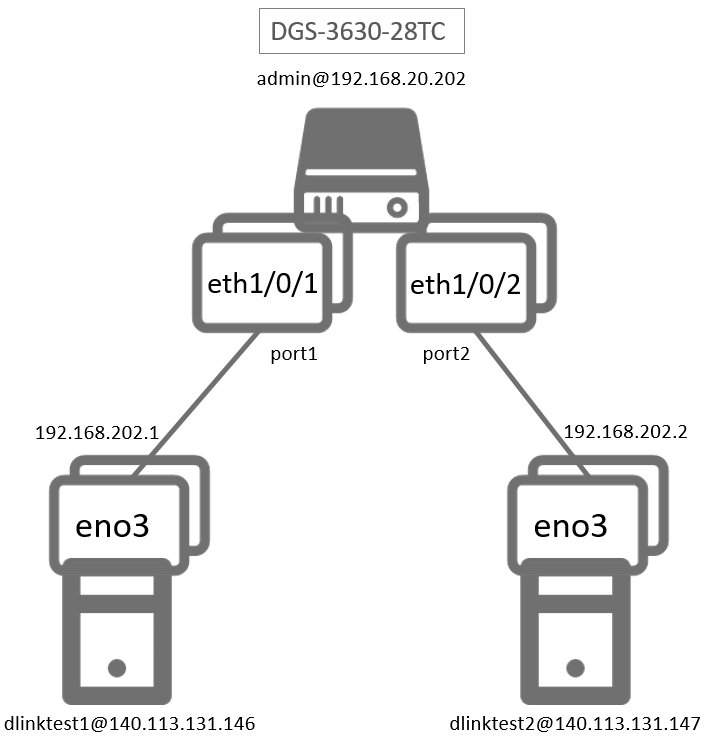 DGS-3630-28TC
admin@192.168.20.202
eth1/0/1
eth1/0/2
port1
port2
192.168.202.1
192.168.202.2
eno3
eno3
dlinktest1@140.113.131.146
dlinktest2@140.113.131.147